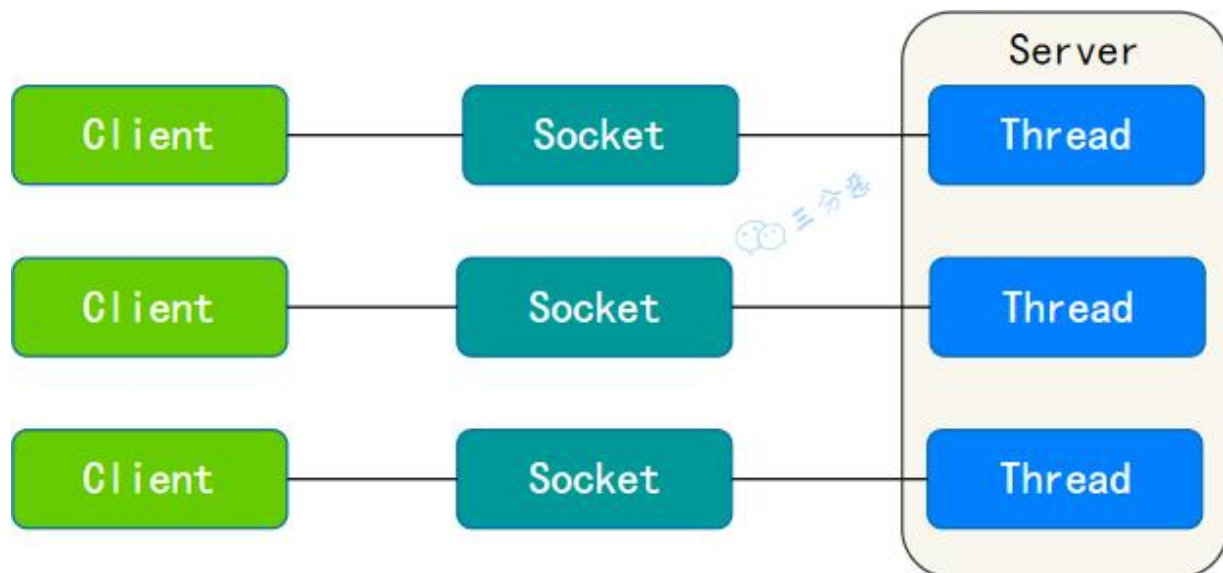 Server
Client Socket Thread
三分恶
Client Socket Thread
Client Socket Thread